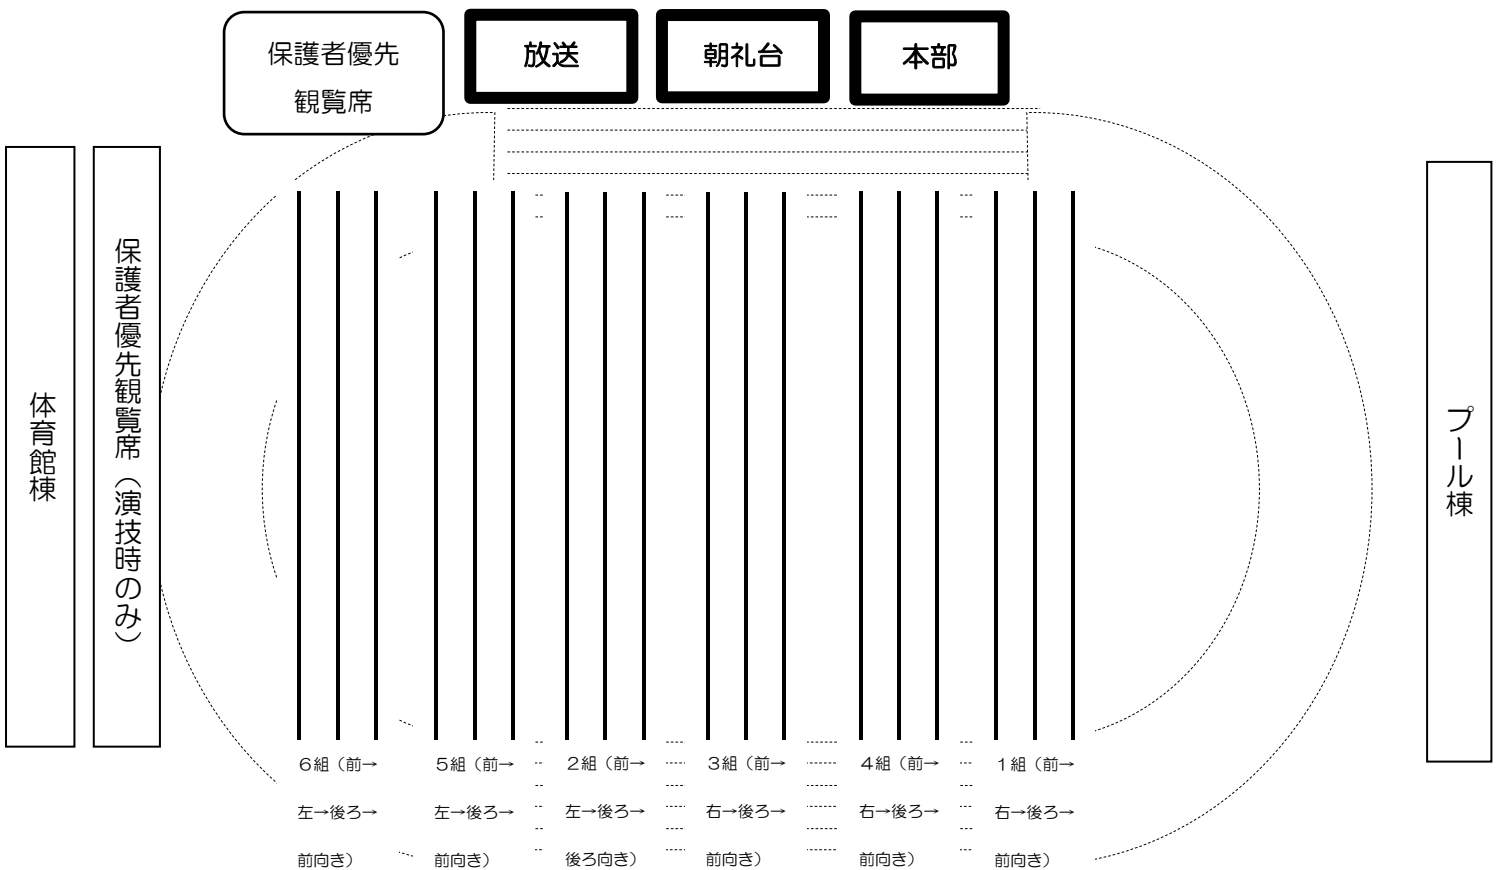 保護者優先
観覧席
放送
朝礼台
本部
体育館棟
保護者優先観覧席（演技時のみ）
プール棟
６組（前→
左→後ろ→
前向き）
５組（前→
左→後ろ→
前向き）
２組（前→
左→後ろ→
後ろ向き）
３組（前→
右→後ろ→
前向き）
４組（前→
右→後ろ→
前向き）
１組（前→
右→後ろ→
前向き）